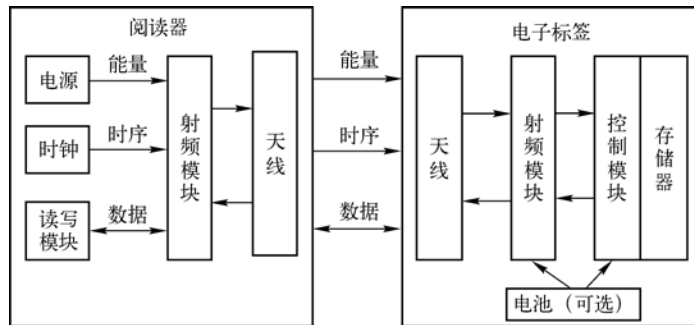 阅读器
电源
能量
时钟
时序
读写
模块
数据
射频模块
天线
能量
时序
数据
电子标签
天线
射频模块
控制模块
存储器
电池（可选）